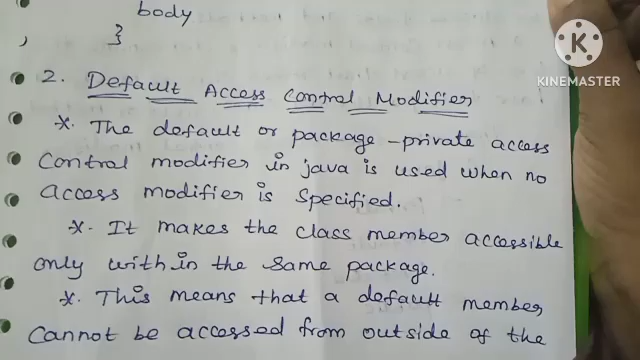 body
, }
2. Default Access Control Modifier
*. The default or package-private access
Control modifier in java is used when no
access modifier is specified.
*. It makes the class member accessible
only with in the same package.
*. This means that a default member
Cannot be accessed from outside of the
KINEMASTER